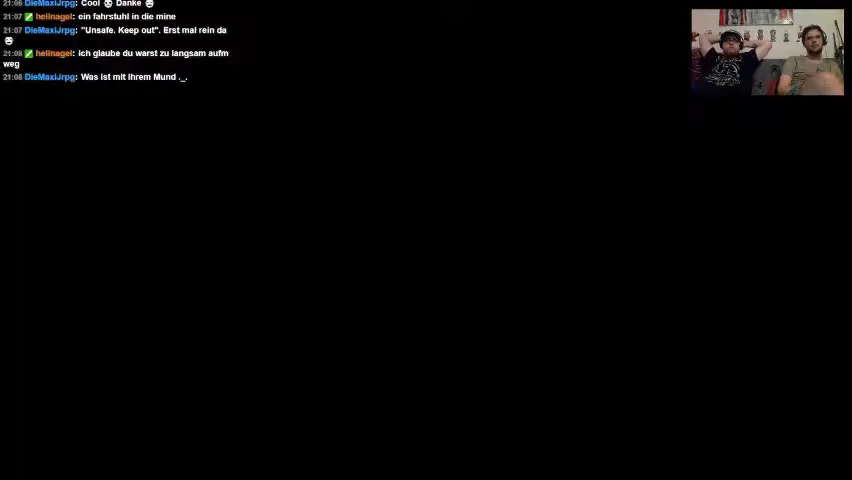 21:06 DieMaxiJrpg: Cool Danke
21:07 hellnagel: ein fahrstuhl in die mine
21:07 DieMaxiJrpg: "Unsafe. Keep out". Erst mal rein da
21:08 hellnagel: ich glaube du warst zu langsam aufm
weg
21:08 DieMaxiJrpg: Was ist mit ihrem Mund ._.